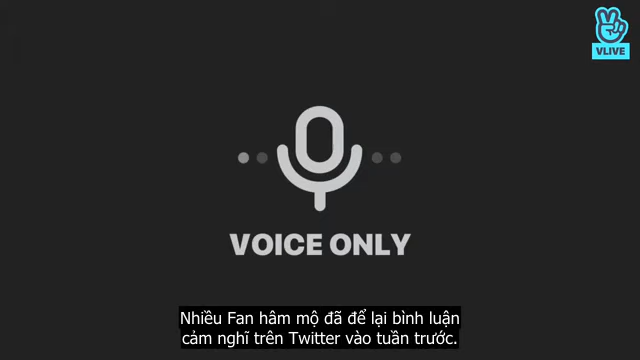 VLIVE
VOICE ONLY
Nhiều Fan hâm mộ đã để lại bình luận
cảm nghĩ trên Twitter vào tuần trước.